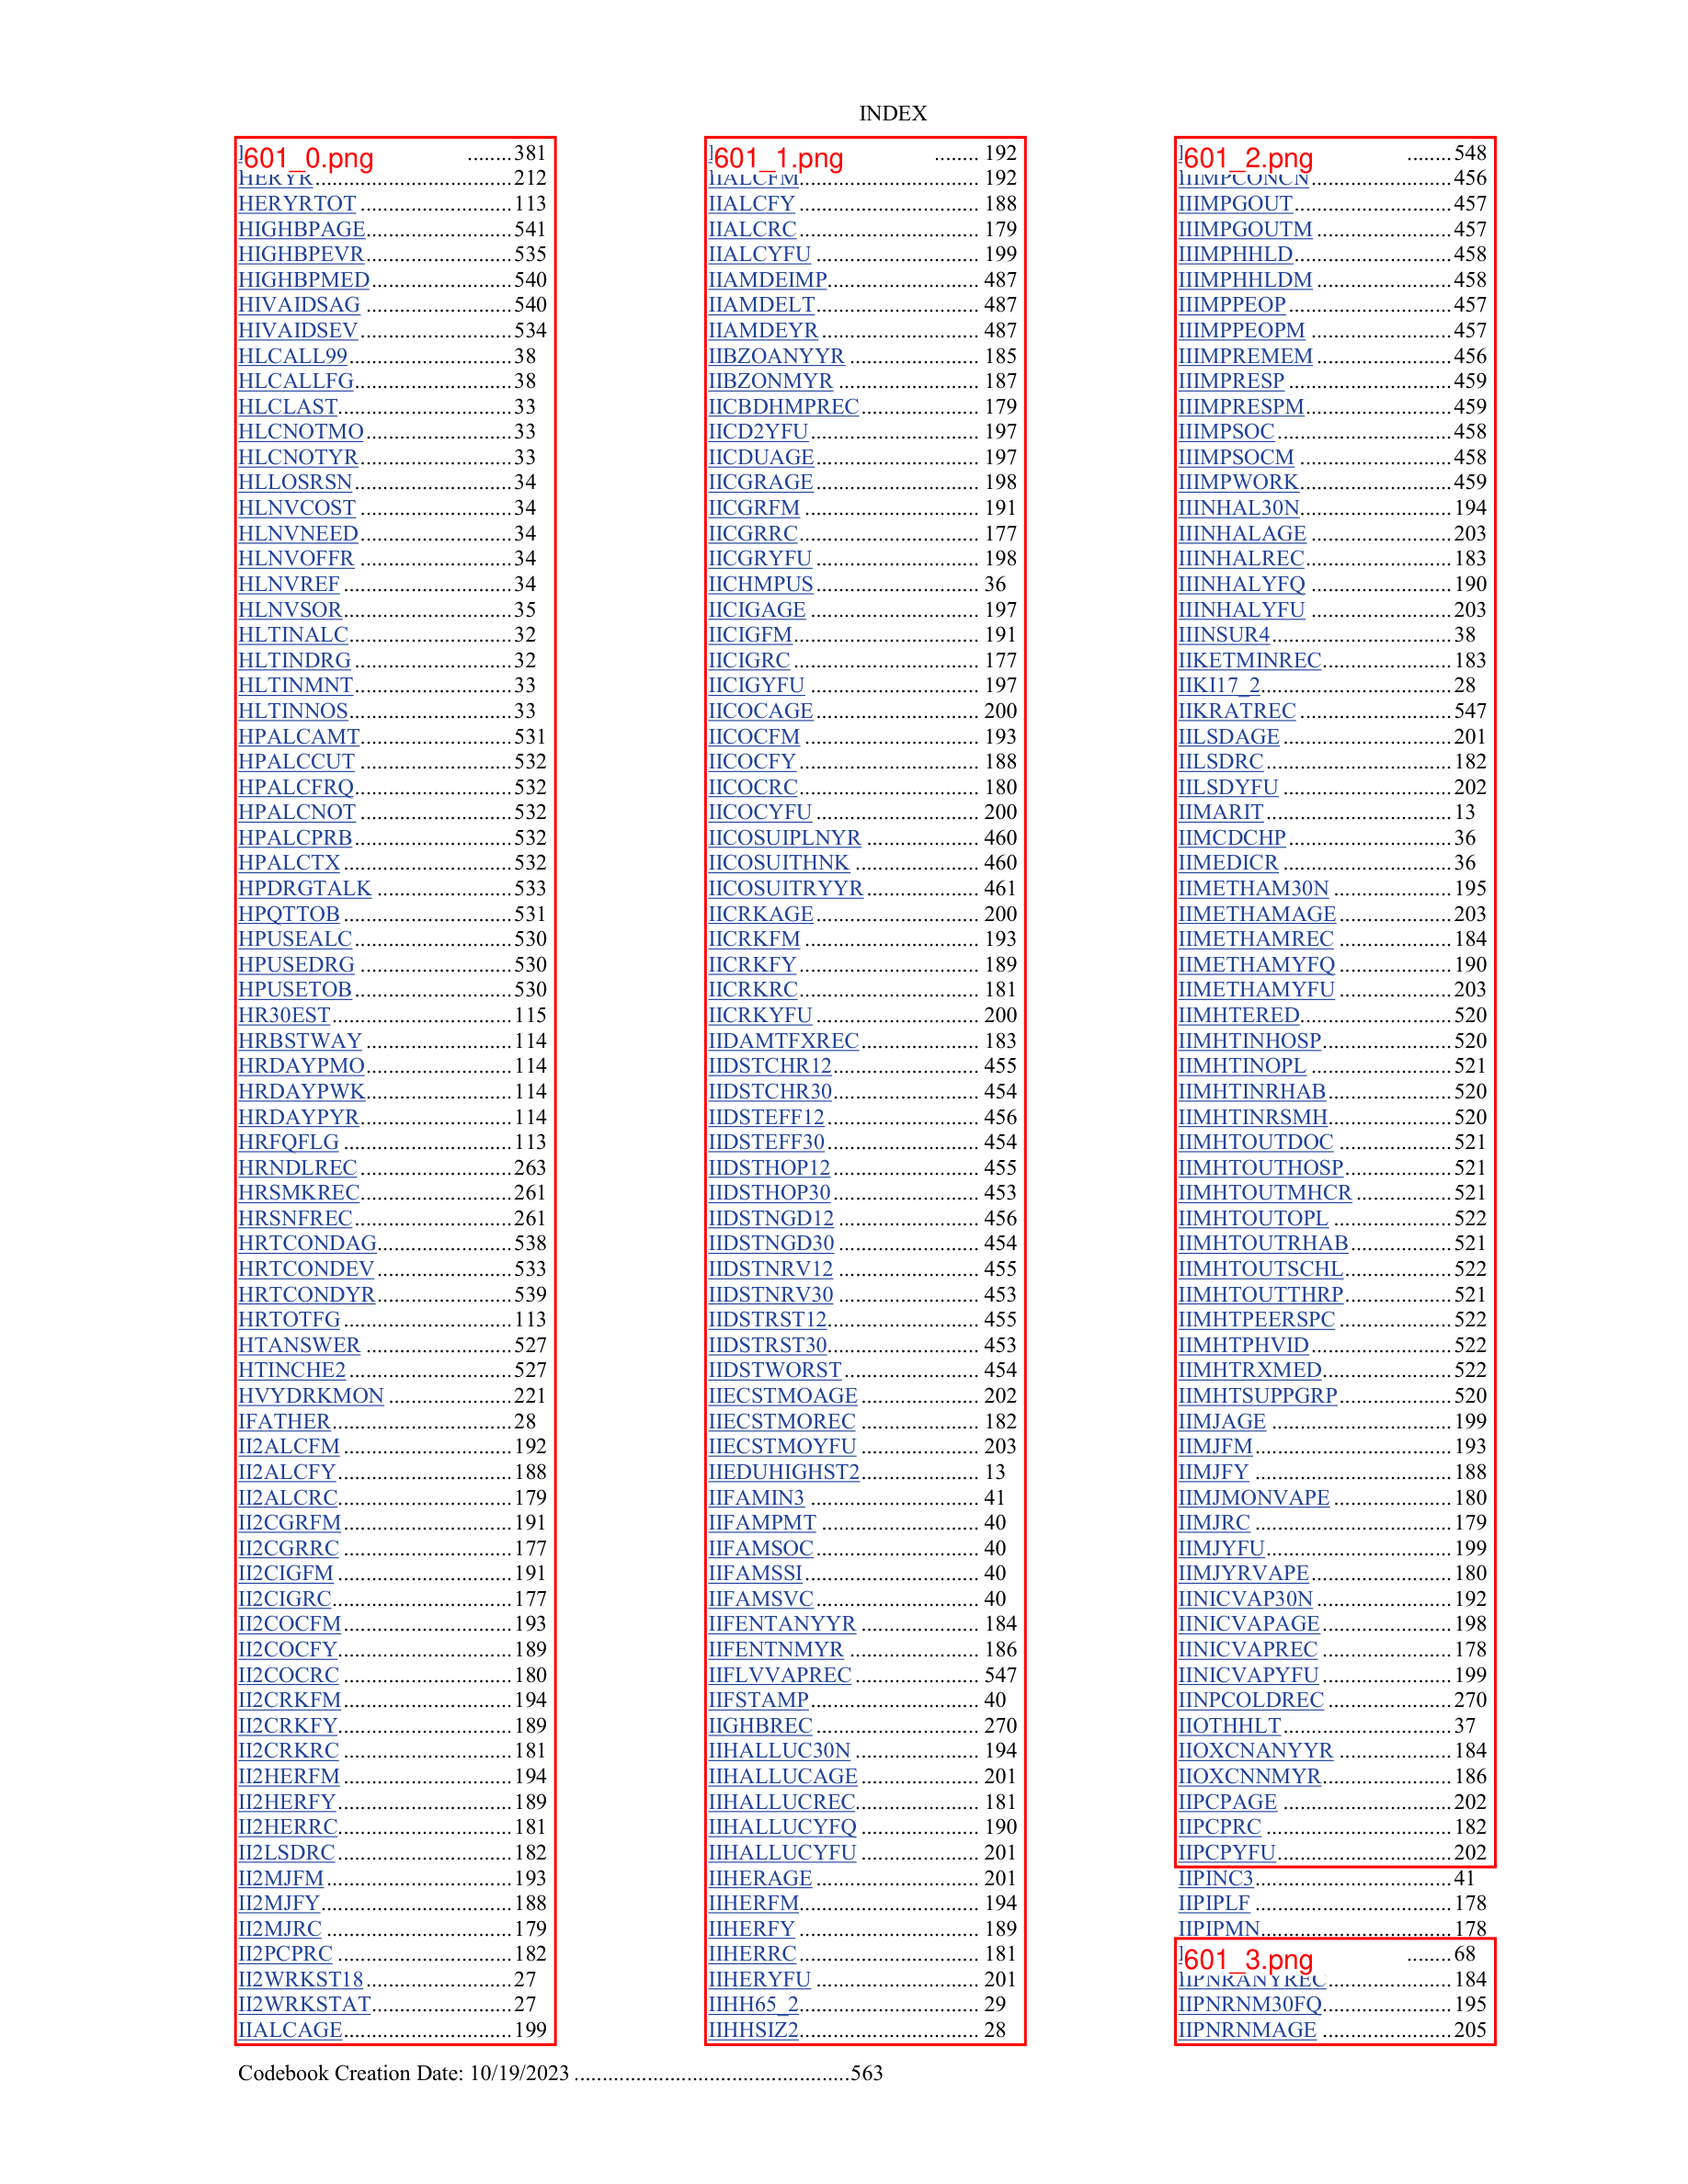 INDEX
601_0.png ........381
HERYR..............................212
HERYRTOT.......................113
HIGHBPAGE......................541
HIGHBPEVR......................535
HIGHBPMED.....................540
HIVAIDSAG ......................540
HIVAIDSEV.......................534
HLCALL99.........................38
HLCALLFG........................38
HLCLAST..........................33
HLCNOTMO......................33
HLCNOTYR.......................33
HLLOSRSN........................34
HLNVCOST .......................34
HLNVNEED.......................34
HLNVOFFR .......................34
HLNVREF..........................34
HLNVSOR..........................35
HLTINALC.........................32
HLTINDRG........................32
HLTINMNT........................33
HLTINNOS.........................33
HPALCAMT.......................531
HPALCCUT .......................532
HPALCFRQ........................532
HPALCNOT .......................532
HPALCPRB........................532
HPALCTX..........................532
HPDRGTALK ....................533
HPQTTOB..........................531
HPUSEALC........................530
HPUSEDRG .......................530
HPUSETOB........................530
HR30EST...........................115
HRBSTWAY ......................114
HRDAYPMO......................114
HRDAYPWK......................114
HRDAYPYR.......................114
HRFQFLG ..........................113
HRNDLREC.......................263
HRSMKREC.......................261
HRSNFREC........................261
HRTCONDAG....................538
HRTCONDEV....................533
HRTCONDYR....................539
HRTOTFG..........................113
HTANSWER ......................527
HTINCHE2.........................527
HVYDRKMON ..................221
IFATHER...........................28
II2ALCFM..........................192
II2ALCFY..........................188
II2ALCRC..........................179
II2CGRFM.........................191
II2CGRRC .........................177
II2CIGFM ..........................191
II2CIGRC...........................177
II2COCFM.........................193
II2COCFY..........................189
II2COCRC .........................180
II2CRKFM.........................194
II2CRKFY..........................189
II2CRKRC .........................181
II2HERFM .........................194
II2HERFY..........................189
II2HERRC..........................181
II2LSDRC..........................182
II2MJFM............................193
II2MJFY.............................188
II2MJRC ............................179
II2PCPRC ..........................182
II2WRKST18......................27
II2WRKSTAT.....................27
IIALCAGE.........................199
601_1.png ........ 192
IIALCFM........................... 192
IIALCFY ........................... 188
IIALCRC........................... 179
IIALCYFU ........................ 199
IIAMDEIMP....................... 487
IIAMDELT......................... 487
IIAMDEYR........................ 487
IIBZOANYYR .................... 185
IIBZONMYR ..................... 187
IICBDHMPREC.................. 179
IICD2YFU......................... 197
IICDUAGE......................... 197
IICGRAGE......................... 198
IICGRFM .......................... 191
IICGRRC........................... 177
IICGRYFU ........................ 198
IICHMPUS......................... 36
IICIGAGE ......................... 197
IICIGFM............................ 191
IICIGRC ............................ 177
IICIGYFU ......................... 197
IICOCAGE......................... 200
IICOCFM .......................... 193
IICOCFY........................... 188
IICOCRC........................... 180
IICOCYFU ........................ 200
IICOSUIPLNYR ................. 460
IICOSUITHNK .................. 460
IICOSUITRYYR................. 461
IICRKAGE......................... 200
IICRKFM .......................... 193
IICRKFY........................... 189
IICRKRC........................... 181
IICRKYFU ........................ 200
IIDAMTFXREC.................. 183
IIDSTCHR12...................... 455
IIDSTCHR30...................... 454
IIDSTEFF12....................... 456
IIDSTEFF30....................... 454
IIDSTHOP12...................... 455
IIDSTHOP30...................... 453
IIDSTNGD12 ..................... 456
IIDSTNGD30 ..................... 454
IIDSTNRV12 ..................... 455
IIDSTNRV30 ..................... 453
IIDSTRST12....................... 455
IIDSTRST30....................... 453
IIDSTWORST.................... 454
IIECSTMOAGE.................. 202
IIECSTMOREC .................. 182
IIECSTMOYFU .................. 203
IIEDUHIGHST2.................. 13
IIFAMIN3 ......................... 41
IIFAMPMT ........................ 40
IIFAMSOC......................... 40
IIFAMSSI.......................... 40
IIFAMSVC......................... 40
IIFENTANYYR .................. 184
IIFENTNMYR .................... 186
IIFLVVAPREC................... 547
IIFSTAMP.......................... 40
IIGHBREC......................... 270
IIHALLUC30N ................... 194
IIHALLUCAGE.................. 201
IIHALLUCREC................... 181
IIHALLUCYFQ.................. 190
IIHALLUCYFU .................. 201
IIHERAGE......................... 201
IIHERFM........................... 194
IIHERFY ........................... 189
IIHERRC........................... 181
IIHERYFU ........................ 201
IIHH65_2........................... 29
IIHHSIZ2........................... 28
601_2.png ........548
IIIMPCONCN.....................456
IIIMPGOUT........................457
IIIMPGOUTM ....................457
IIIMPHHLD........................458
IIIMPHHLDM ....................458
IIIMPPEOP.........................457
IIIMPPEOPM .....................457
IIIMPREMEM....................456
IIIMPRESP .........................459
IIIMPRESPM......................459
IIIMPSOC...........................458
IIIMPSOCM .......................458
IIIMPWORK.......................459
IIINHAL30N.......................194
IIINHALAGE .....................203
IIINHALREC......................183
IIINHALYFQ .....................190
IIINHALYFU .....................203
IIINSUR4............................38
IIKETMINREC...................183
IIKI17_2.............................28
IIKRATREC .......................547
IILSDAGE..........................201
IILSDRC.............................182
IILSDYFU ..........................202
IIMARIT.............................13
IIMCDCHP.........................36
IIMEDICR ..........................36
IIMETHAM30N .................195
IIMETHAMAGE................203
IIMETHAMREC ................184
IIMETHAMYFQ................190
IIMETHAMYFU ................203
IIMHTERED.......................520
IIMHTINHOSP...................520
IIMHTINOPL .....................521
IIMHTINRHAB..................520
IIMHTINRSMH..................520
IIMHTOUTDOC ................521
IIMHTOUTHOSP...............521
IIMHTOUTMHCR..............521
IIMHTOUTOPL .................522
IIMHTOUTRHAB..............521
IIMHTOUTSCHL...............522
IIMHTOUTTHRP...............521
IIMHTPEERSPC ................522
IIMHTPHVID.....................522
IIMHTRXMED...................522
IIMHTSUPPGRP................520
IIMJAGE ...........................199
IIMJFM..............................193
IIMJFY ..............................188
IIMJMONVAPE.................180
IIMJRC ..............................179
IIMJYFU............................199
IIMJYRVAPE....................180
IINICVAP30N ...................192
IINICVAPAGE..................198
IINICVAPREC ..................178
IINICVAPYFU ..................199
IINPCOLDREC..................270
IIOTHHLT..........................37
IIOXCNANYYR ................184
IIOXCNNMYR..................186
IIPCPAGE ..........................202
IIPCPRC ............................182
IIPCPYFU..........................202
IIPINC3..............................41
IIPIPLF ..............................178
IIPIPMN.............................178
601_3.png ........68
IIPNRANYREC..................184
IIPNRNM30FQ...................195
IIPNRNMAGE ...................205
Codebook Creation Date: 10/19/2023 ................................................563